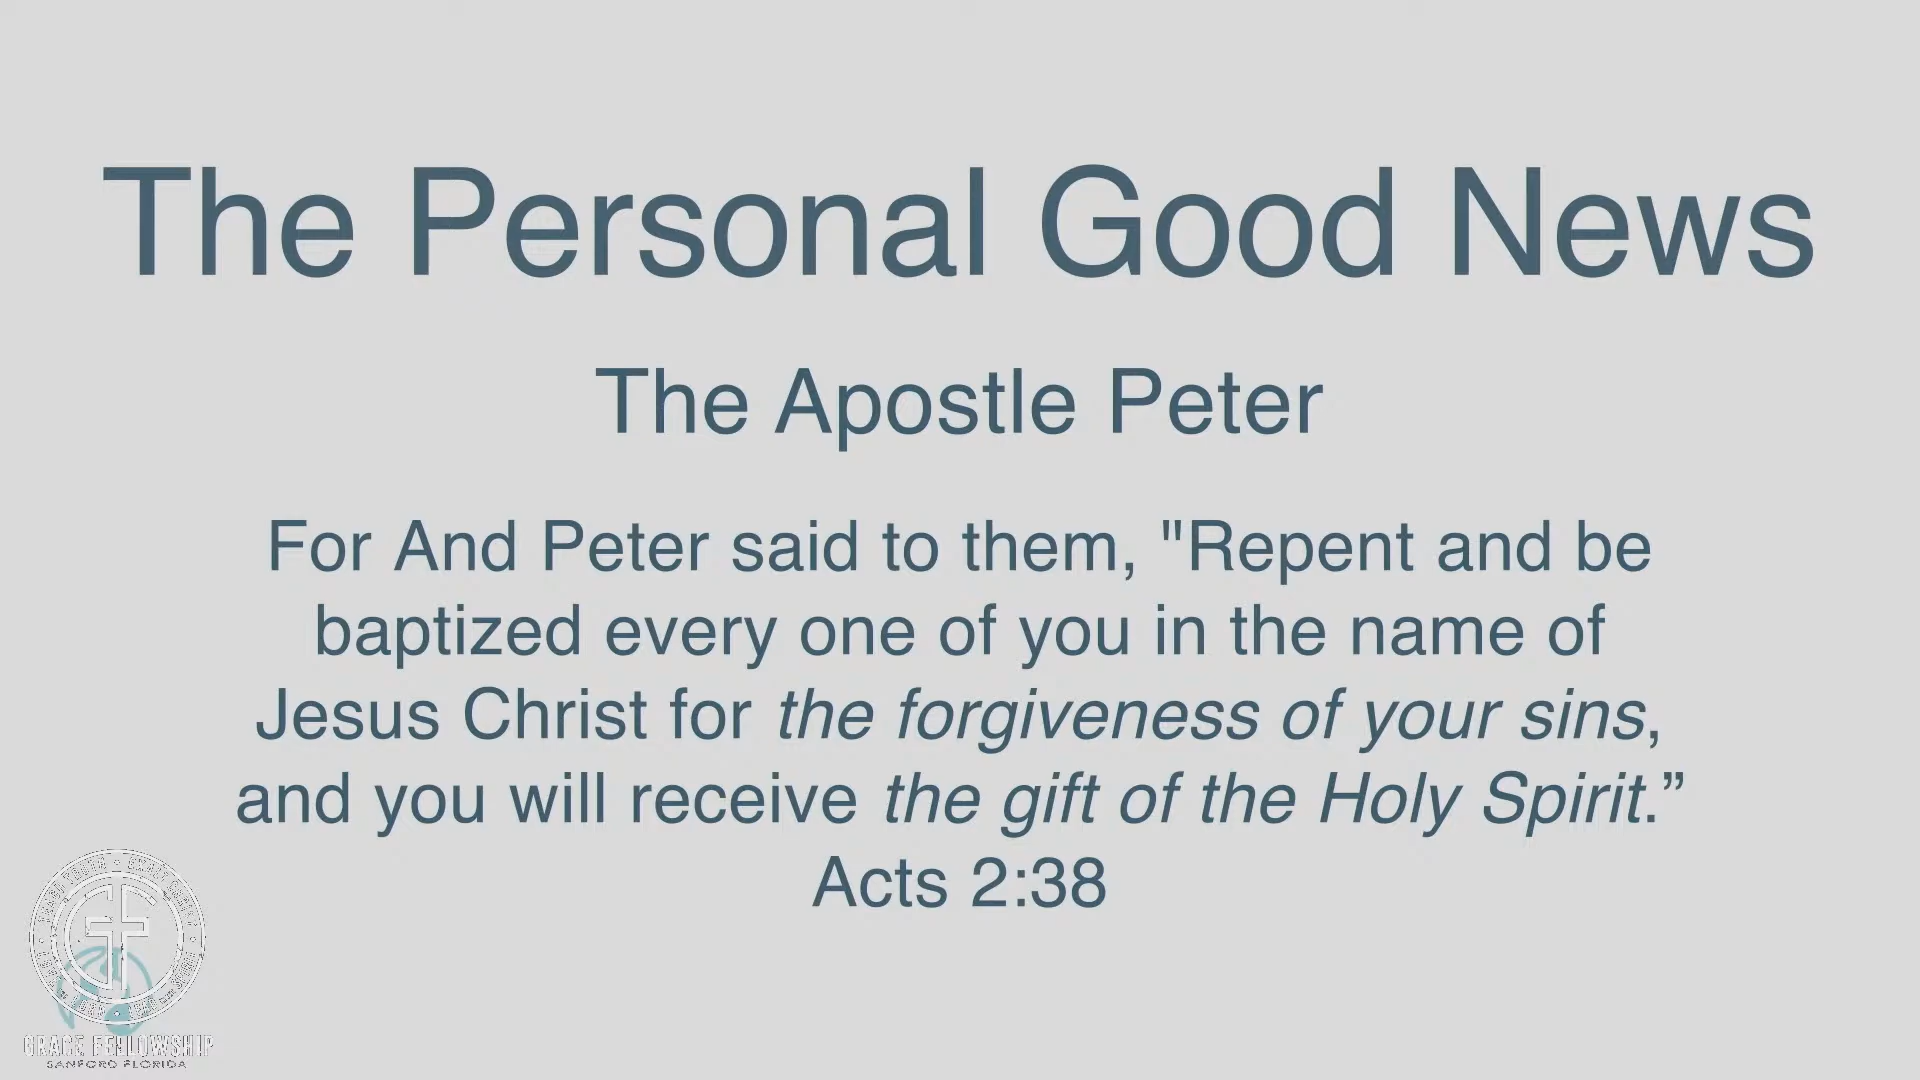 The Personal Good News
The Apostle Peter
For And Peter said to them, "Repent and be
baptized every one of you in the name of
Jesus Christ for the forgiveness of your sins,
and you will receive the gift of the Holy Spirit.”
Acts 2:38
GRACE FELLOWSHIP
SANFORD FLORIDA